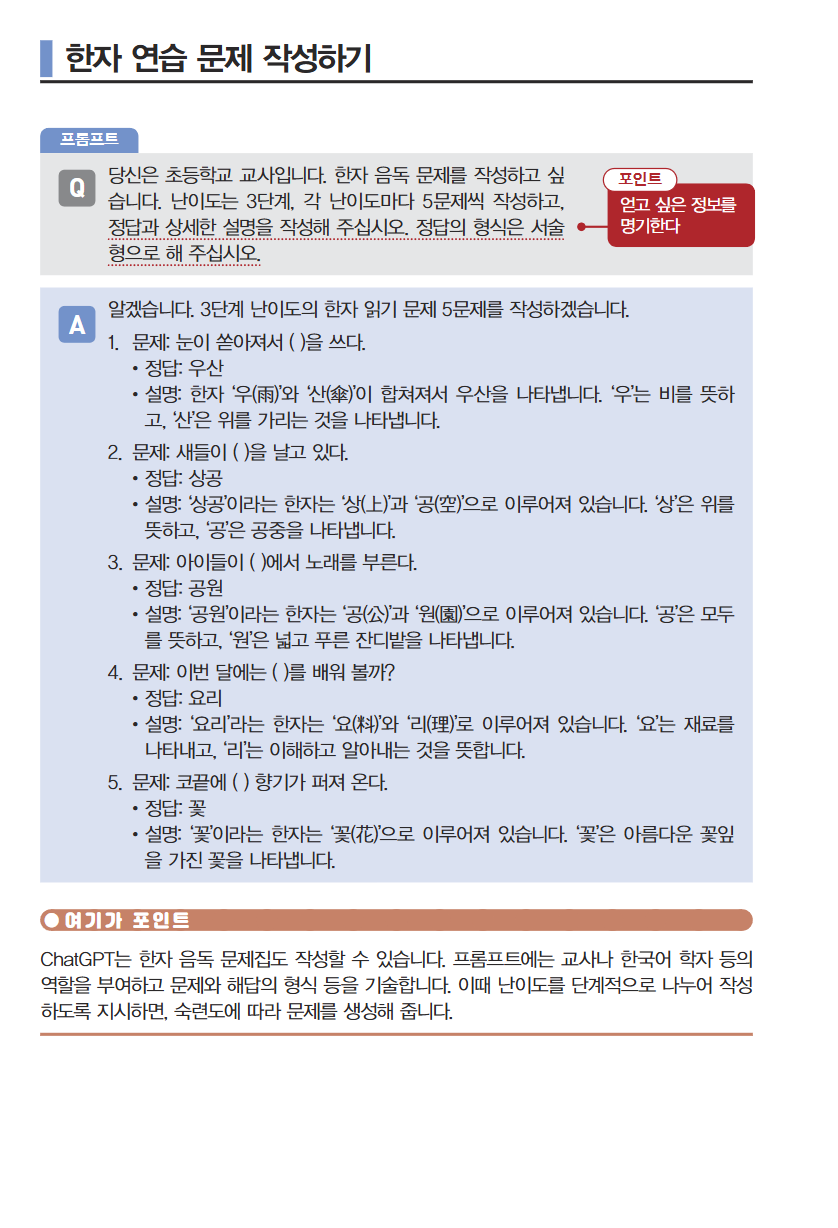 한자 연습 문제 작성하기
프롬프트
Q
당신은 초등학교 교사입니다. 한자 음독 문제를 작성하고 싶
습니다. 난이도는 3단계, 각 난이도마다 5문제씩 작성하고,
정답과 상세한 설명을 작성해 주십시오. 정답의 형식은 서술
형으로 해 주십시오.
포인트
얻고 싶은 정보를
명기한다
A
알겠습니다. 3단계 난이도의 한자 읽기 문제 5문제를 작성하겠습니다.
1. 문제: 눈이 쏟아져서 ( )을 쓰다.
• 정답: 우산
• 설명: 한자 ‘우(雨)’와 ‘산(傘)’이 합쳐져서 우산을 나타냅니다. ‘우’는 비를 뜻하
고, ‘산’은 위를 가리는 것을 나타냅니다.
2. 문제: 새들이 ( )을 날고 있다.
• 정답: 상공
• 설명: ‘상공’이라는 한자는 ‘상(上)’과 ‘공(空)’으로 이루어져 있습니다. ‘상’은 위를
뜻하고, ‘공’은 공중을 나타냅니다.
3. 문제: 아이들이 ( )에서 노래를 부른다.
• 정답: 공원
• 설명: ‘공원’이라는 한자는 ‘공(公)’과 ‘원(園)’으로 이루어져 있습니다. ‘공’은 모두
를 뜻하고, ‘원’은 넓고 푸른 잔디밭을 나타냅니다.
4. 문제: 이번 달에는 ( )를 배워 볼까?
• 정답: 요리
• 설명: ‘요리’라는 한자는 ‘요(料)’와 ‘리(理)’로 이루어져 있습니다. ‘요’는 재료를
나타내고, ‘리’는 이해하고 알아내는 것을 뜻합니다.
5. 문제: 코끝에 ( ) 향기가 퍼져 온다.
• 정답: 꽃
• 설명: ‘꽃’이라는 한자는 ‘꽃(花)’으로 이루어져 있습니다. ‘꽃’은 아름다운 꽃잎
을 가진 꽃을 나타냅니다.
여기가 포인트
ChatGPT는 한자 음독 문제집도 작성할 수 있습니다. 프롬프트에는 교사나 한국어 학자 등의
역할을 부여하고 문제와 해답의 형식 등을 기술합니다. 이때 난이도를 단계적으로 나누어 작성
하도록 지시하면, 숙련도에 따라 문제를 생성해 줍니다.